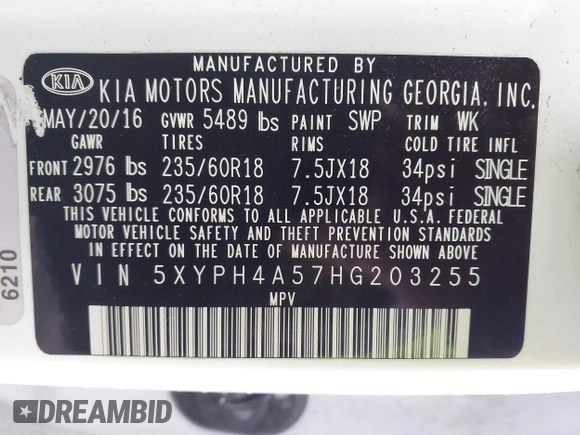 MANUFACTURED BY
KIA KIA MOTORS MANUFACTURING GEORGIA, INC.
MAY/20/16 GVWR 5489 lbs PAINT SWP TRIM WK
GAWR TIRES RIMS COLD TIRE INFL
FRONT 2976 lbs 235/60R18 7.5JX18 34psi SINGLE
REAR 3075 lbs 235/60R18 7.5JX18 34psi SINGLE
THIS VEHICLE CONFORMS TO ALL APPLICABLE U.S.A. FEDERAL
MOTOR VEHICLE SAFETY AND THEFT PREVENTION STANDARDS
IN EFFECT ON THE DATE OF MANUFACTURE SHOWN ABOVE.
VIN 5XYPH4A57HG203255
MPV
6210
DREAMBID